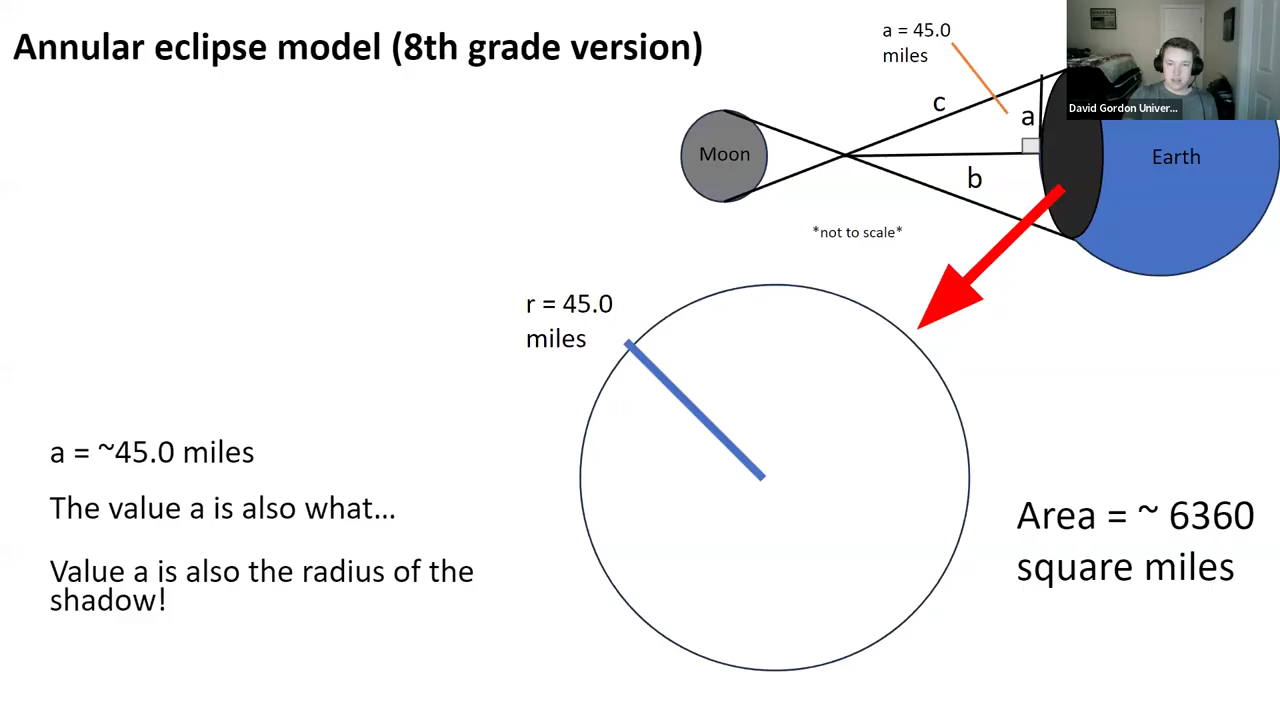 Annular eclipse model (8th grade version)
a = 45.0
miles
c
a
David Gordon Univer...
Moon
Earth
b
*not to scale*
r = 45.0
miles
a = ~45.0 miles
The value a is also what...
Value a is also the radius of the
shadow!
Area = ~ 6360
square miles